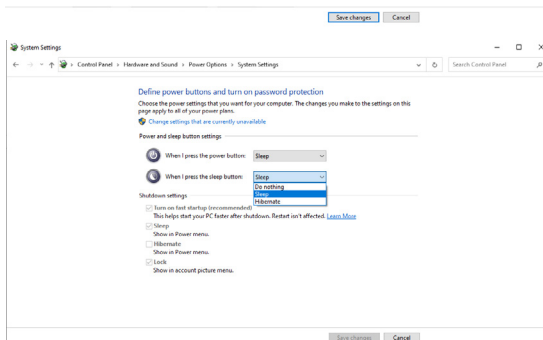 Save changes Cancel
System Settings
Control Panel > Hardware and Sound > Power Options > System Settings
Search Control Panel
Define power buttons and turn on password protection
Choose the power settings that you want for your computer. The changes you make to the settings on this
page apply to all of your power plans.
Change settings that are currently unavailable
Power and sleep button settings
When I press the power button: Sleep
When I press the sleep button: Sleep
Do nothing
Sleep
Hibernate
Shutdown settings
Turn on fast startup (recommended)
This helps start your PC faster after shutdown. Restart isn't affected. Learn More
Sleep
Show in Power menu.
Hibernate
Show in Power menu.
Lock
Show in account picture menu.
Save changes Cancel